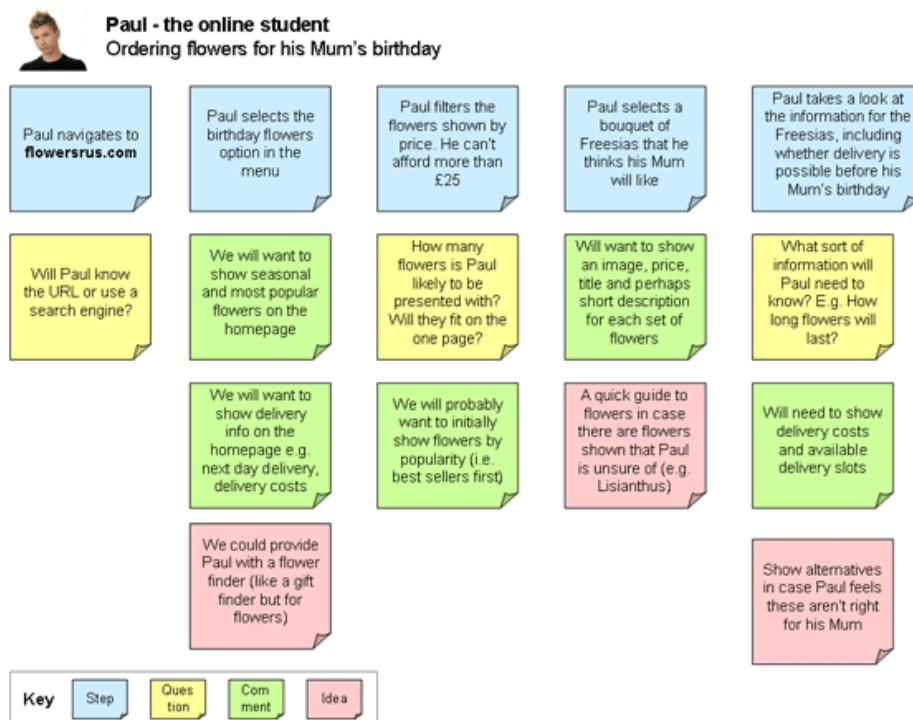 Paul - the online student
Ordering flowers for his Mum's birthday
Paul navigates to
flowersrus.com
Paul selects the
birthday flowers
option in the
menu
Paul filters the
flowers shown by
price. He can't
afford more than
£25
Paul selects a
bouquet of
Freesias that he
thinks his Mum
will like
Paul takes a look at
the information for the
Freesias, including
whether delivery is
possible before his
Mum's birthday
Will Paul know
the URL or use a
search engine?
We will want to
show seasonal
and most popular
flowers on the
homepage
How many
flowers is Paul
likely to be
presented with?
Will they fit on the
one page?
Will want to show
an image, price,
title and perhaps
short description
for each set of
flowers
What sort of
information will
Paul need to
know? E.g. How
long flowers will
last?
We will want to
show delivery
info on the
homepage e.g.
next day delivery,
delivery costs
We will probably
want to initially
show flowers by
popularity (i.e.
best sellers first)
A quick guide to
flowers in case
there are flowers
shown that Paul
is unsure of (e.g.
Lisianthus)
Will need to show
delivery costs
and available
delivery slots
We could provide
Paul with a flower
finder (like a gift
finder but for
flowers)
Show alternatives
in case Paul feels
these aren't right
for his Mum
Key
Step
Ques
tion
Com
ment
Idea